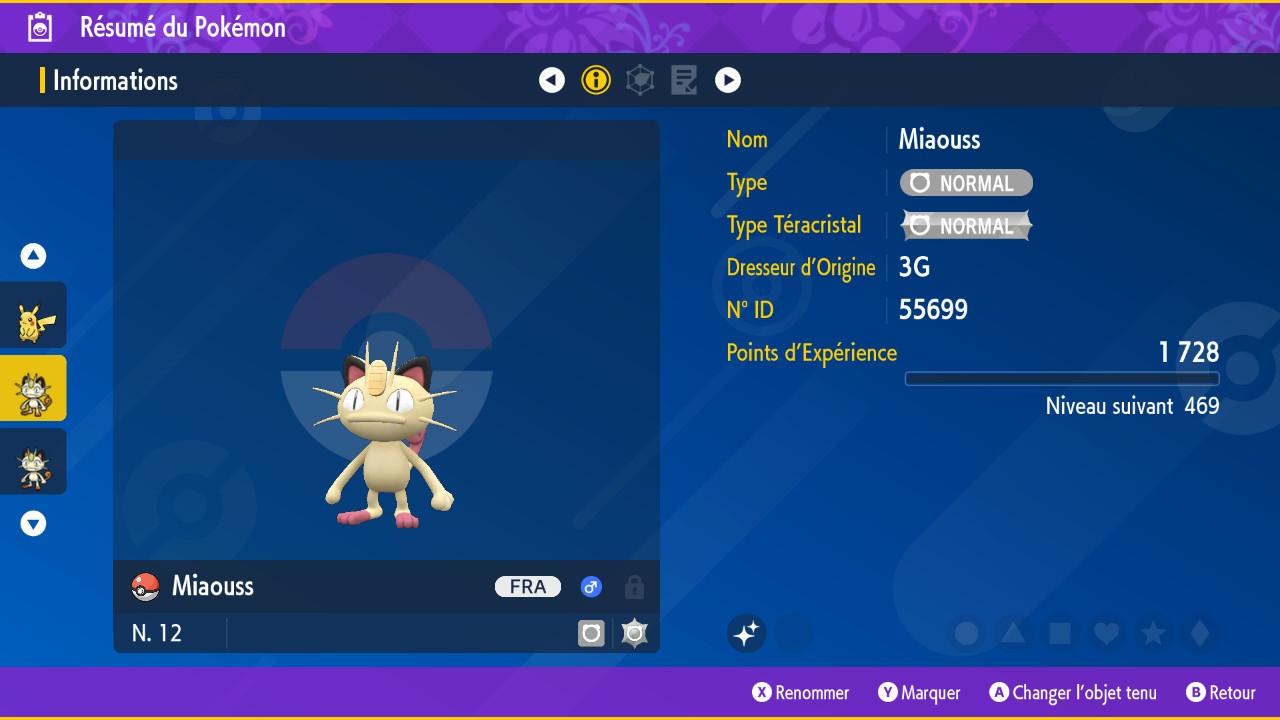 Résumé du Pokémon
Informations
Nom Miaouss
Type NORMAL
Type Téracristal NORMAL
Dresseur d'Origine 3G
N° ID 55699
Points d'Expérience 1 728
Niveau suivant 469
Miaouss FRA
N. 12
X Renommer Y Marquer A Changer l'objet tenu B Retour